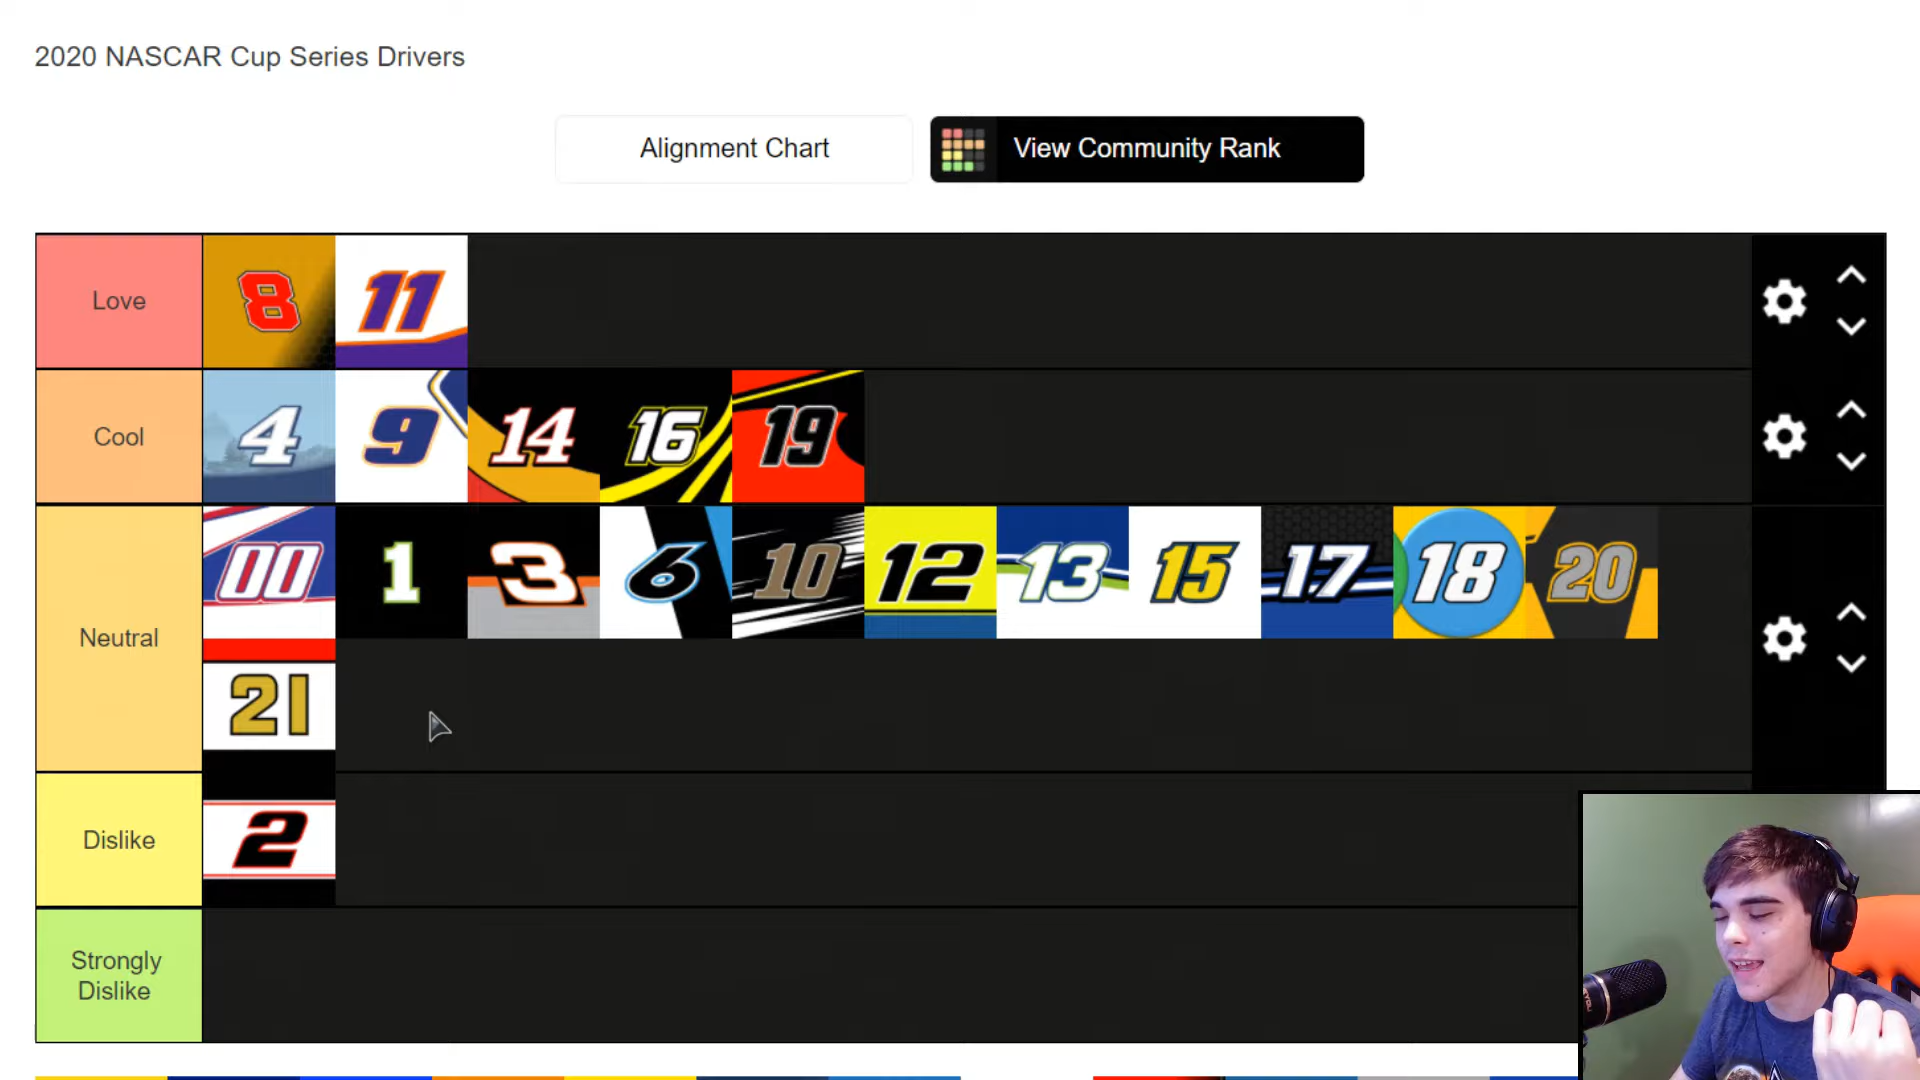 2020 NASCAR Cup Series Drivers
Alignment Chart
View Community Rank
Love
8
11
Cool
4
9
14
16
19
Neutral
00
1
3
6
10
12
13
15
17
18
20
21
Dislike
2
Strongly
Dislike